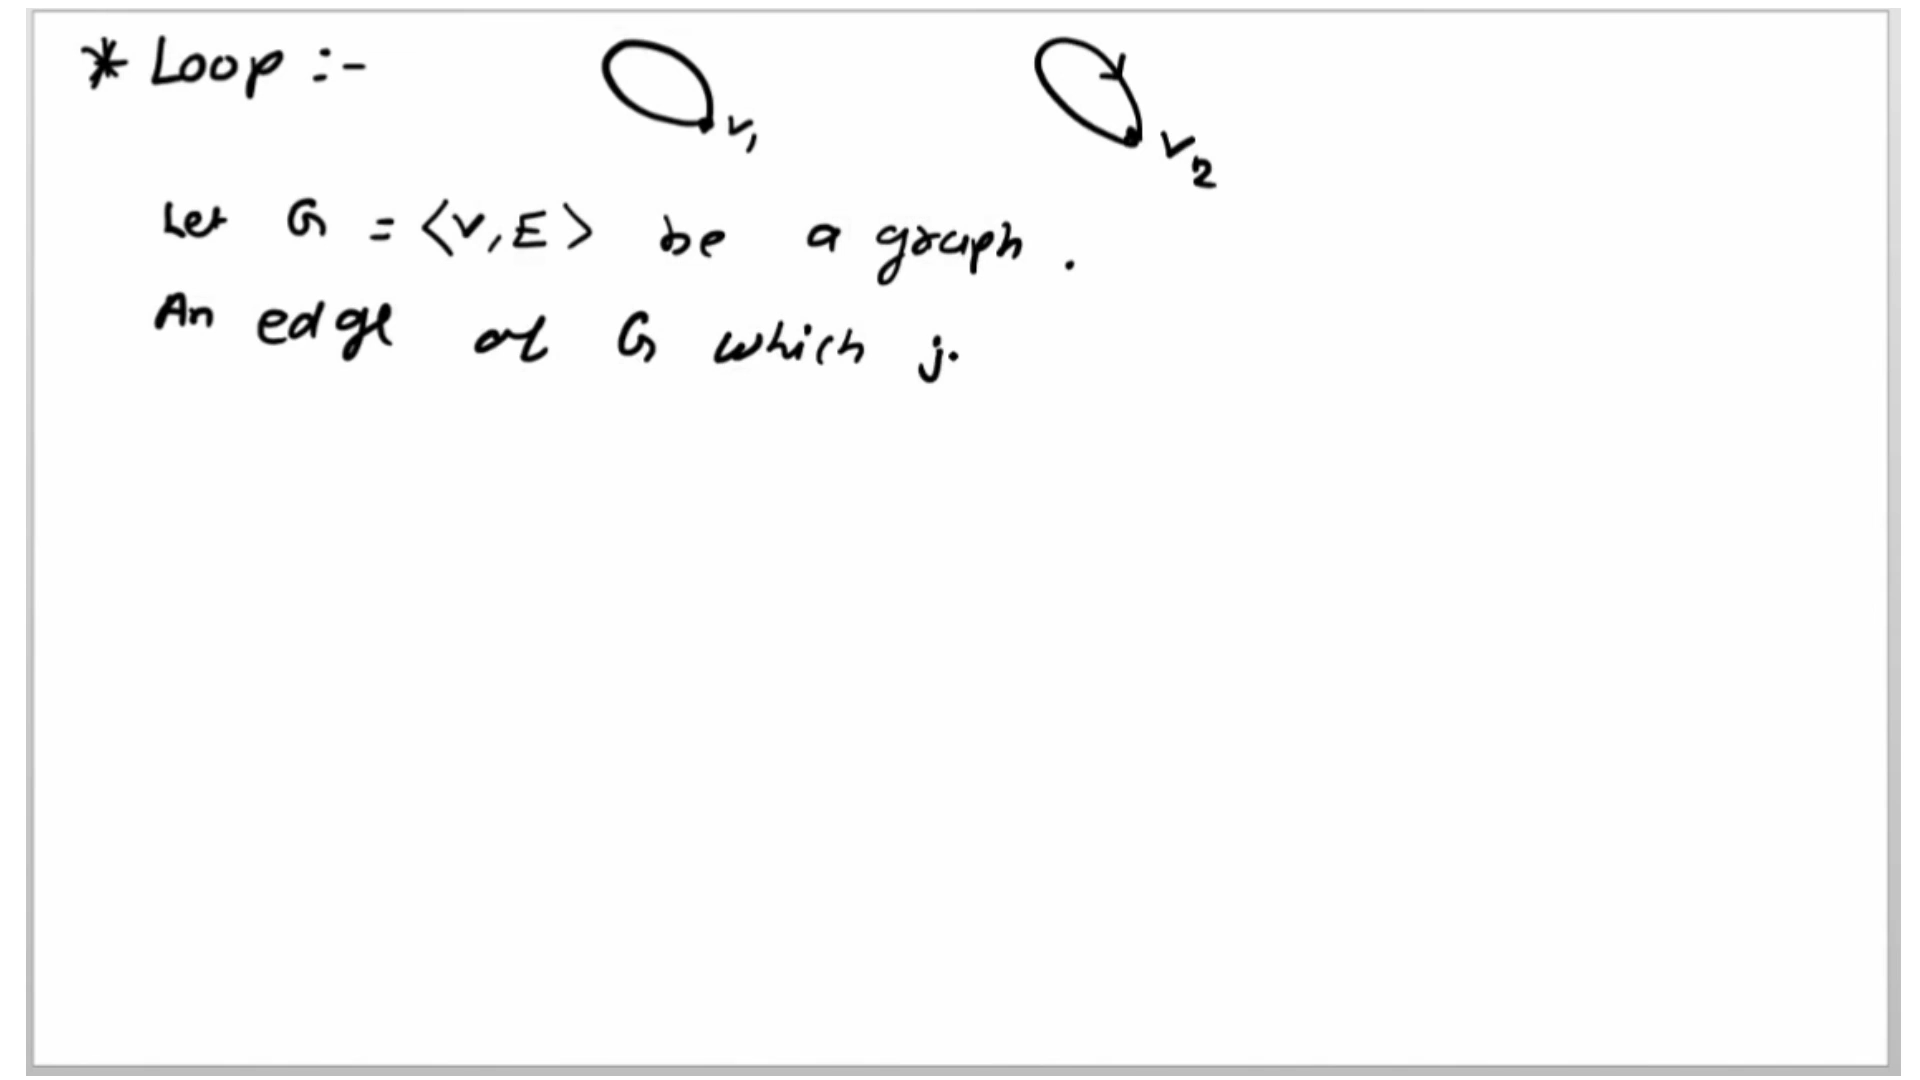 * Loop :-
v1
v2
Let G = <V, E> be a graph.
An edge of G which j.